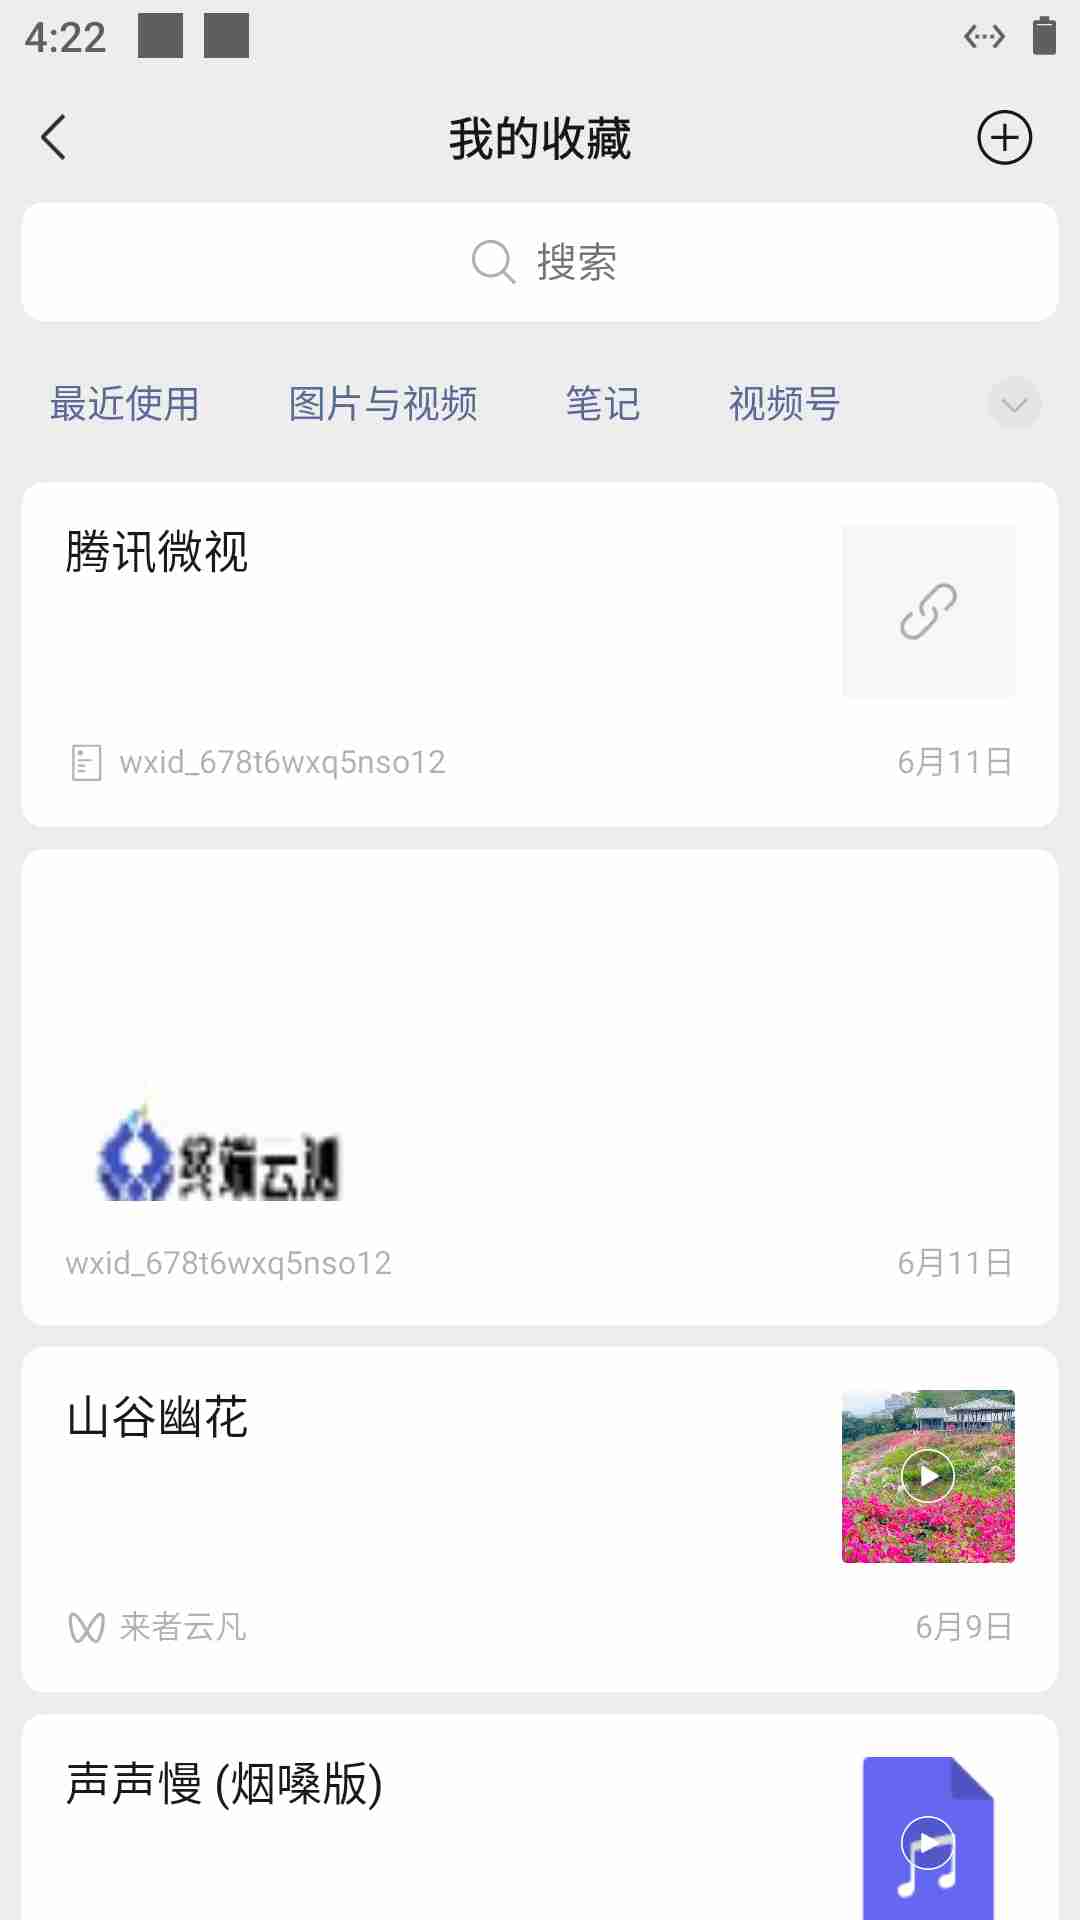 4:22
我的收藏
搜索
最近使用 图片与视频 笔记 视频号
腾讯微视
wxid_678t6wxq5nso12 6月11日
终端云测
wxid_678t6wxq5nso12 6月11日
山谷幽花
来者云凡 6月9日
声声慢 (烟嗓版)